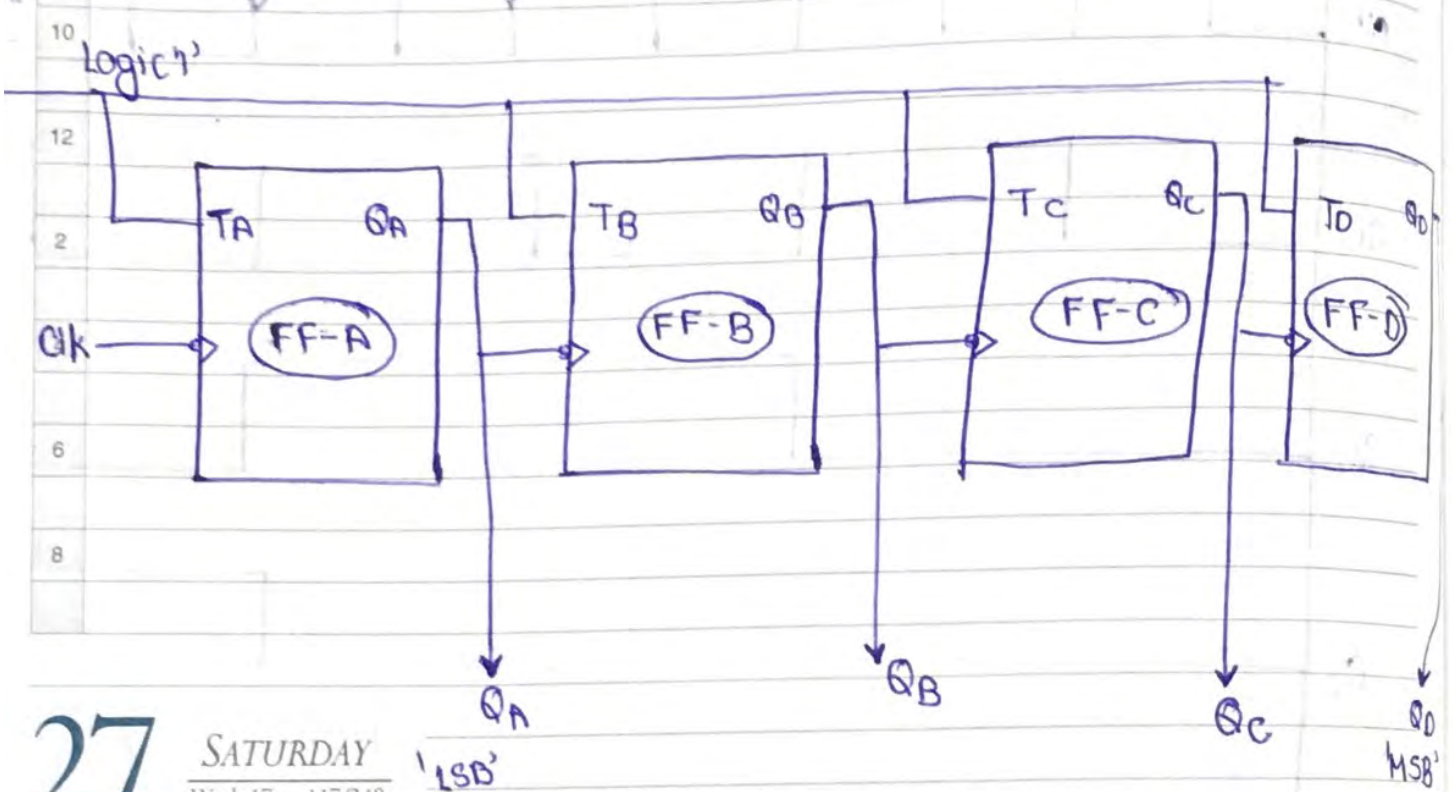 10
Logic '1'
12
TA QA TB QB TC QC TD QD
2
Clk FF-A FF-B FF-C FF-D
6
8
QA QB QC QD
27 SATURDAY 'LSB' 'MSB'